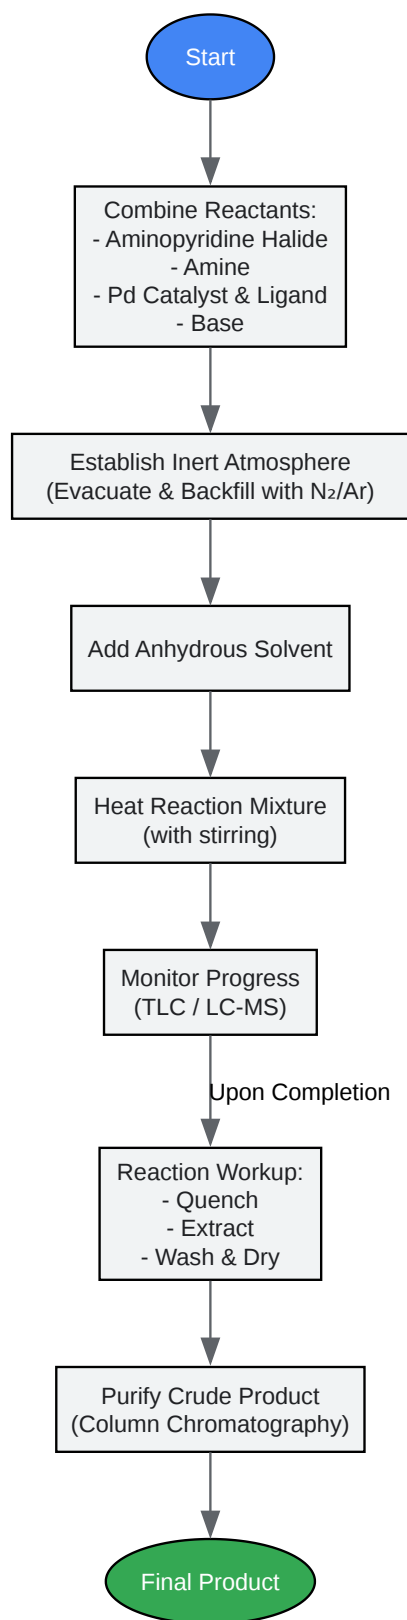 Start
Combine Reactants:
- Aminopyridine Halide
- Amine
- Pd Catalyst & Ligand
- Base
Establish Inert Atmosphere
(Evacuate & Backfill with N₂/Ar)
Add Anhydrous Solvent
Heat Reaction Mixture
(with stirring)
Monitor Progress
(TLC / LC-MS)
Upon Completion
Reaction Workup:
- Quench
- Extract
- Wash & Dry
Purify Crude Product
(Column Chromatography)
Final Product